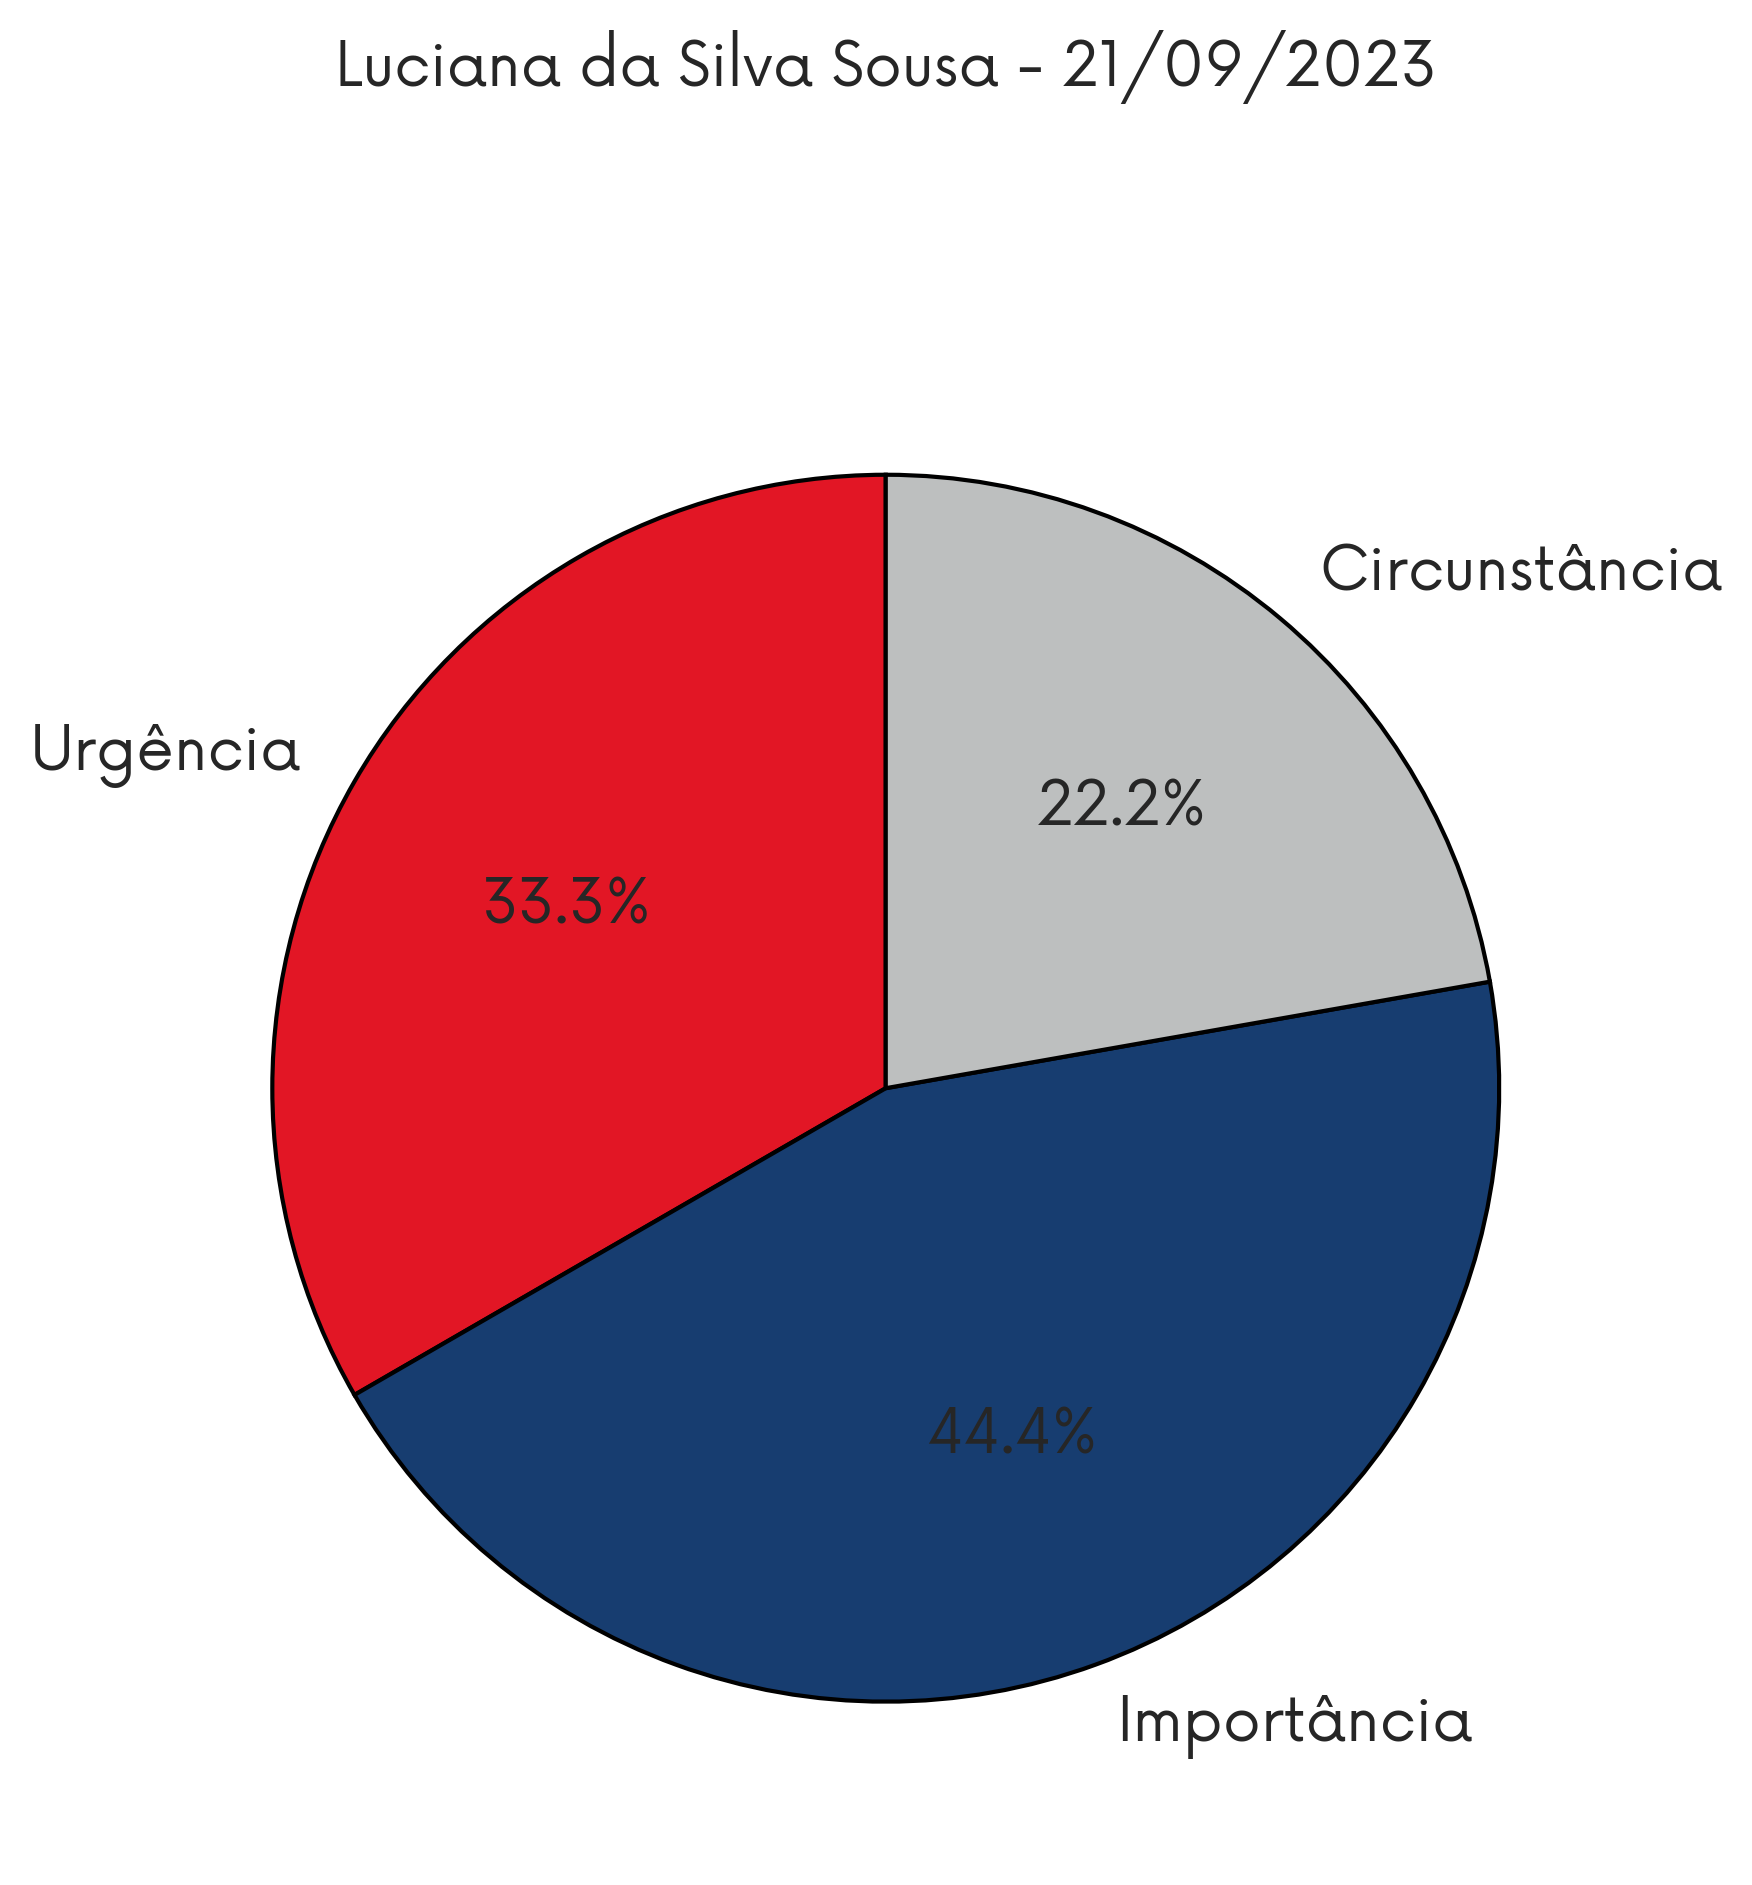 Luciana da Silva Sousa - 21/09/2023
Circunstância
Urgência
22.2%
33.3%
44.4%
Importância